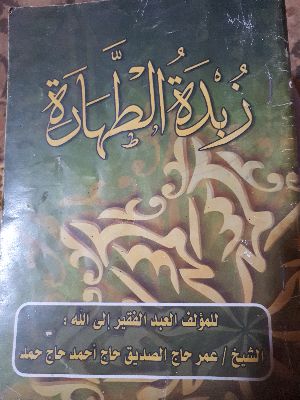 زُبْدَةُ الطَّهَارَة
للمؤلف العبد الفقير إلى الله :
الشيخ / عمر حاج الصديق حاج أحمد حاج حمد